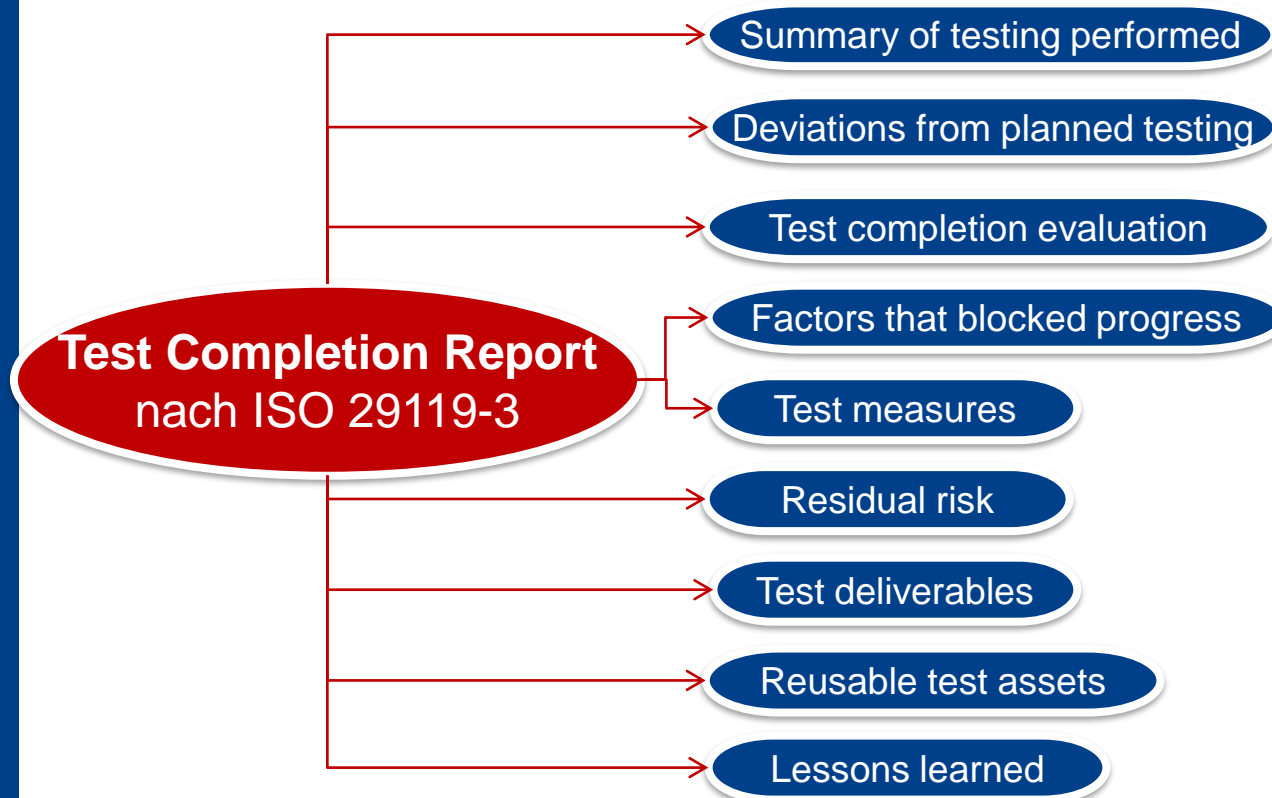 Summary of testing performed
Deviations from planned testing
Test completion evaluation
Factors that blocked progress
Test Completion Report
nach ISO 29119-3
Test measures
Residual risk
Test deliverables
Reusable test assets
Lessons learned